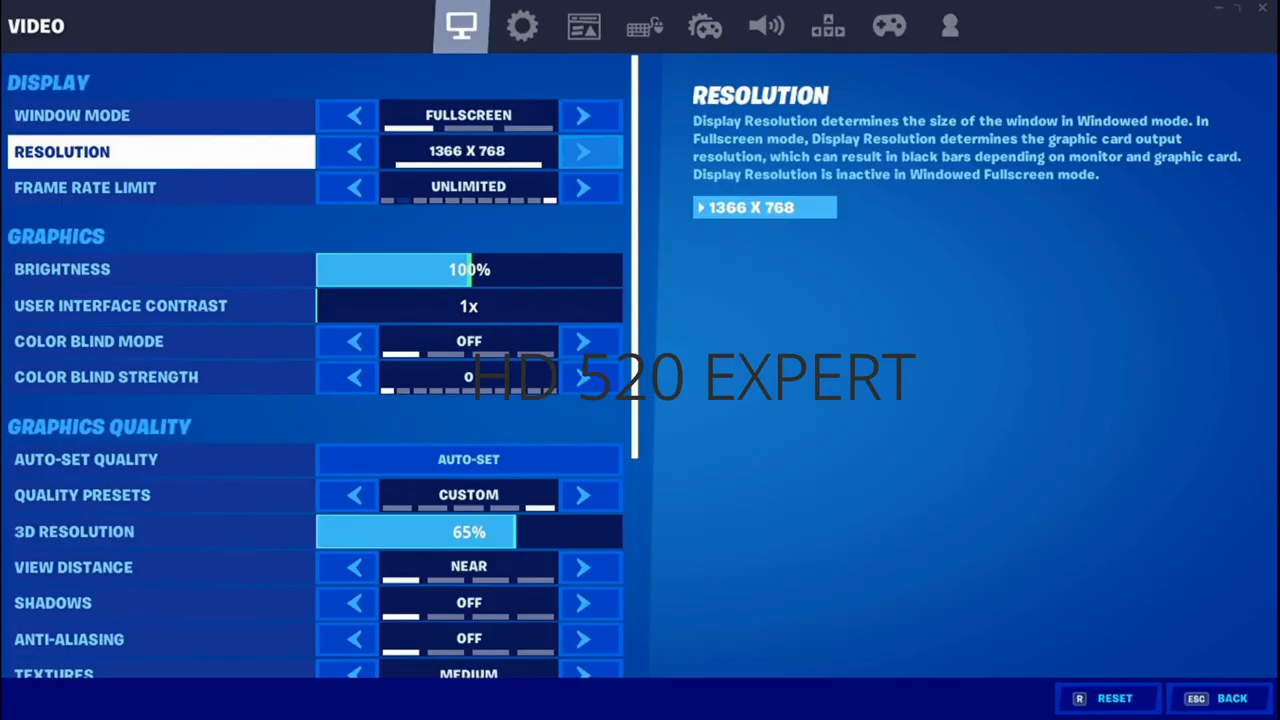 VIDEO
DISPLAY
WINDOW MODE
FULLSCREEN
RESOLUTION
1366 X 768
FRAME RATE LIMIT
UNLIMITED
GRAPHICS
BRIGHTNESS
100%
USER INTERFACE CONTRAST
1x
COLOR BLIND MODE
OFF
COLOR BLIND STRENGTH
0
GRAPHICS QUALITY
AUTO-SET QUALITY
AUTO-SET
QUALITY PRESETS
CUSTOM
3D RESOLUTION
65%
VIEW DISTANCE
NEAR
SHADOWS
OFF
ANTI-ALIASING
OFF
TEXTURES
MEDIUM
RESOLUTION
Display Resolution determines the size of the window in Windowed mode. In
Fullscreen mode, Display Resolution determines the graphic card output
resolution, which can result in black bars depending on monitor and graphic card.
Display Resolution is inactive in Windowed Fullscreen mode.
1366 X 768
HD 520 EXPERT
R RESET
ESC BACK